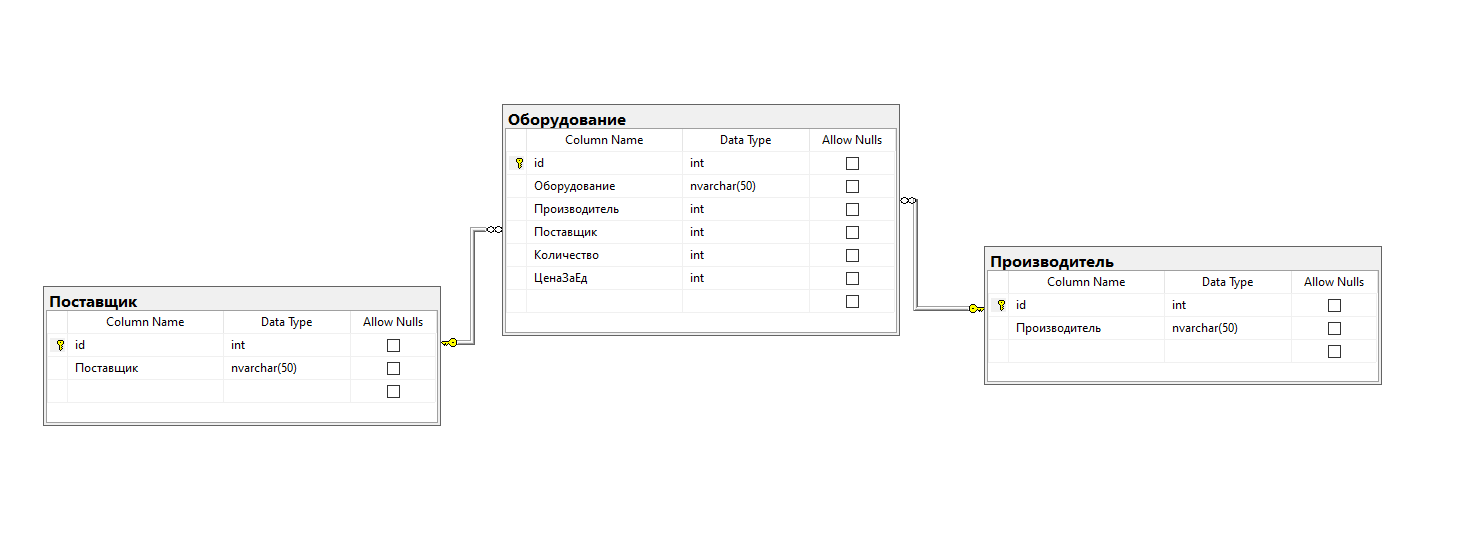 Оборудование
Column Name Data Type Allow Nulls
id int
Оборудование nvarchar(50)
Производитель int
Поставщик int
Количество int
ЦенаЗаЕд int
Производитель
Column Name Data Type Allow Nulls
id int
Производитель nvarchar(50)
Поставщик
Column Name Data Type Allow Nulls
id int
Поставщик nvarchar(50)